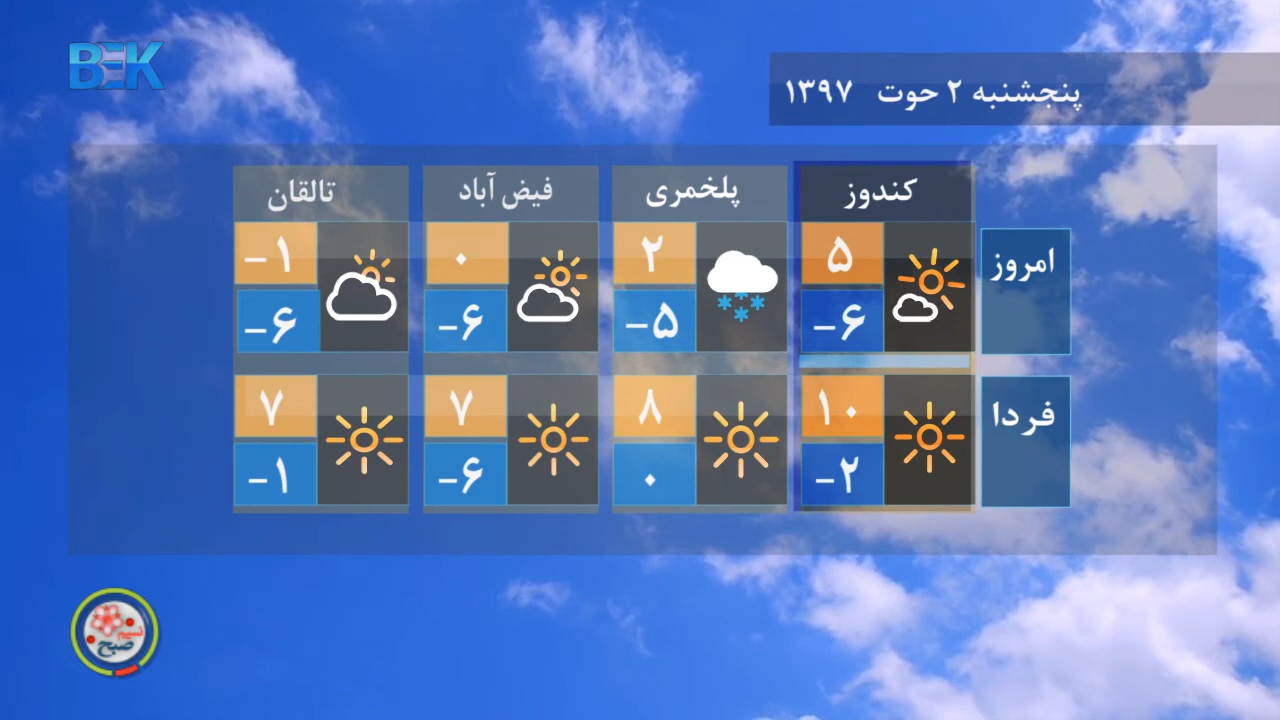 BEK
پنجشنبه ۲ حوت ۱۳۹۷
کندوز پلخمری فیض آباد تالقان
امروز ۵ ۲ ۰ -۱
-۶ -۵ -۶ -۶
فردا ۱۰ ۸ ۷ ۷
-۲ ۰ -۶ -۱
نسیم
صبح